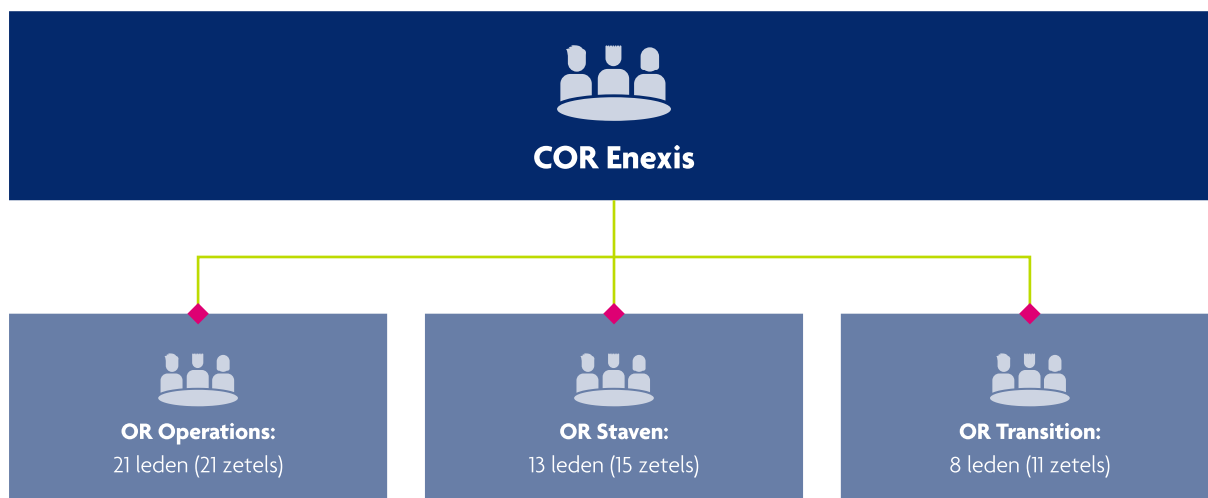 COR Enexis
OR Operations:
21 leden (21 zetels)
OR Staven:
13 leden (15 zetels)
OR Transition:
8 leden (11 zetels)